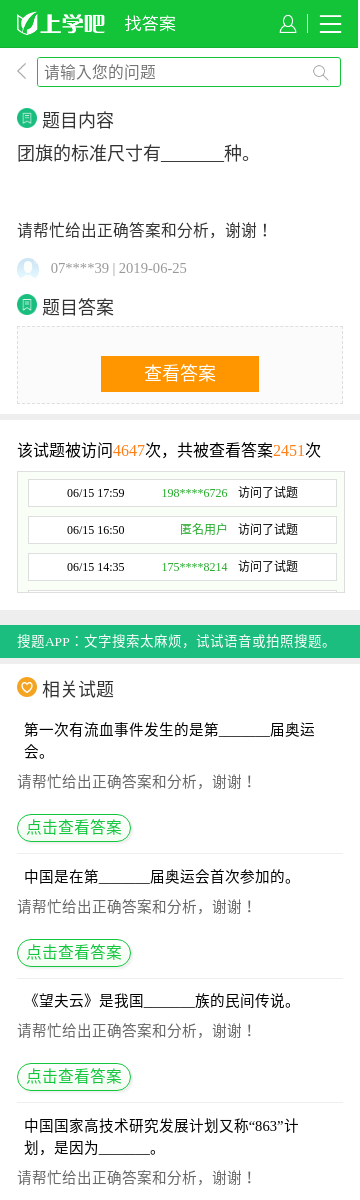 上学吧 找答案
请输入您的问题
题目内容
团旗的标准尺寸有_______种。
请帮忙给出正确答案和分析，谢谢！
07****39 | 2019-06-25
题目答案
查看答案
该试题被访问4647次，共被查看答案2451次
06/15 17:59 198****6726 访问了试题
06/15 16:50 匿名用户 访问了试题
06/15 14:35 175****8214 访问了试题
搜题APP：文字搜索太麻烦，试试语音或拍照搜题。
相关试题
第一次有流血事件发生的是第_______届奥运
会。
请帮忙给出正确答案和分析，谢谢！
点击查看答案
中国是在第_______届奥运会首次参加的。
请帮忙给出正确答案和分析，谢谢！
点击查看答案
《望夫云》是我国_______族的民间传说。
请帮忙给出正确答案和分析，谢谢！
点击查看答案
中国国家高技术研究发展计划又称“863”计
划，是因为_______。
请帮忙给出正确答案和分析，谢谢！